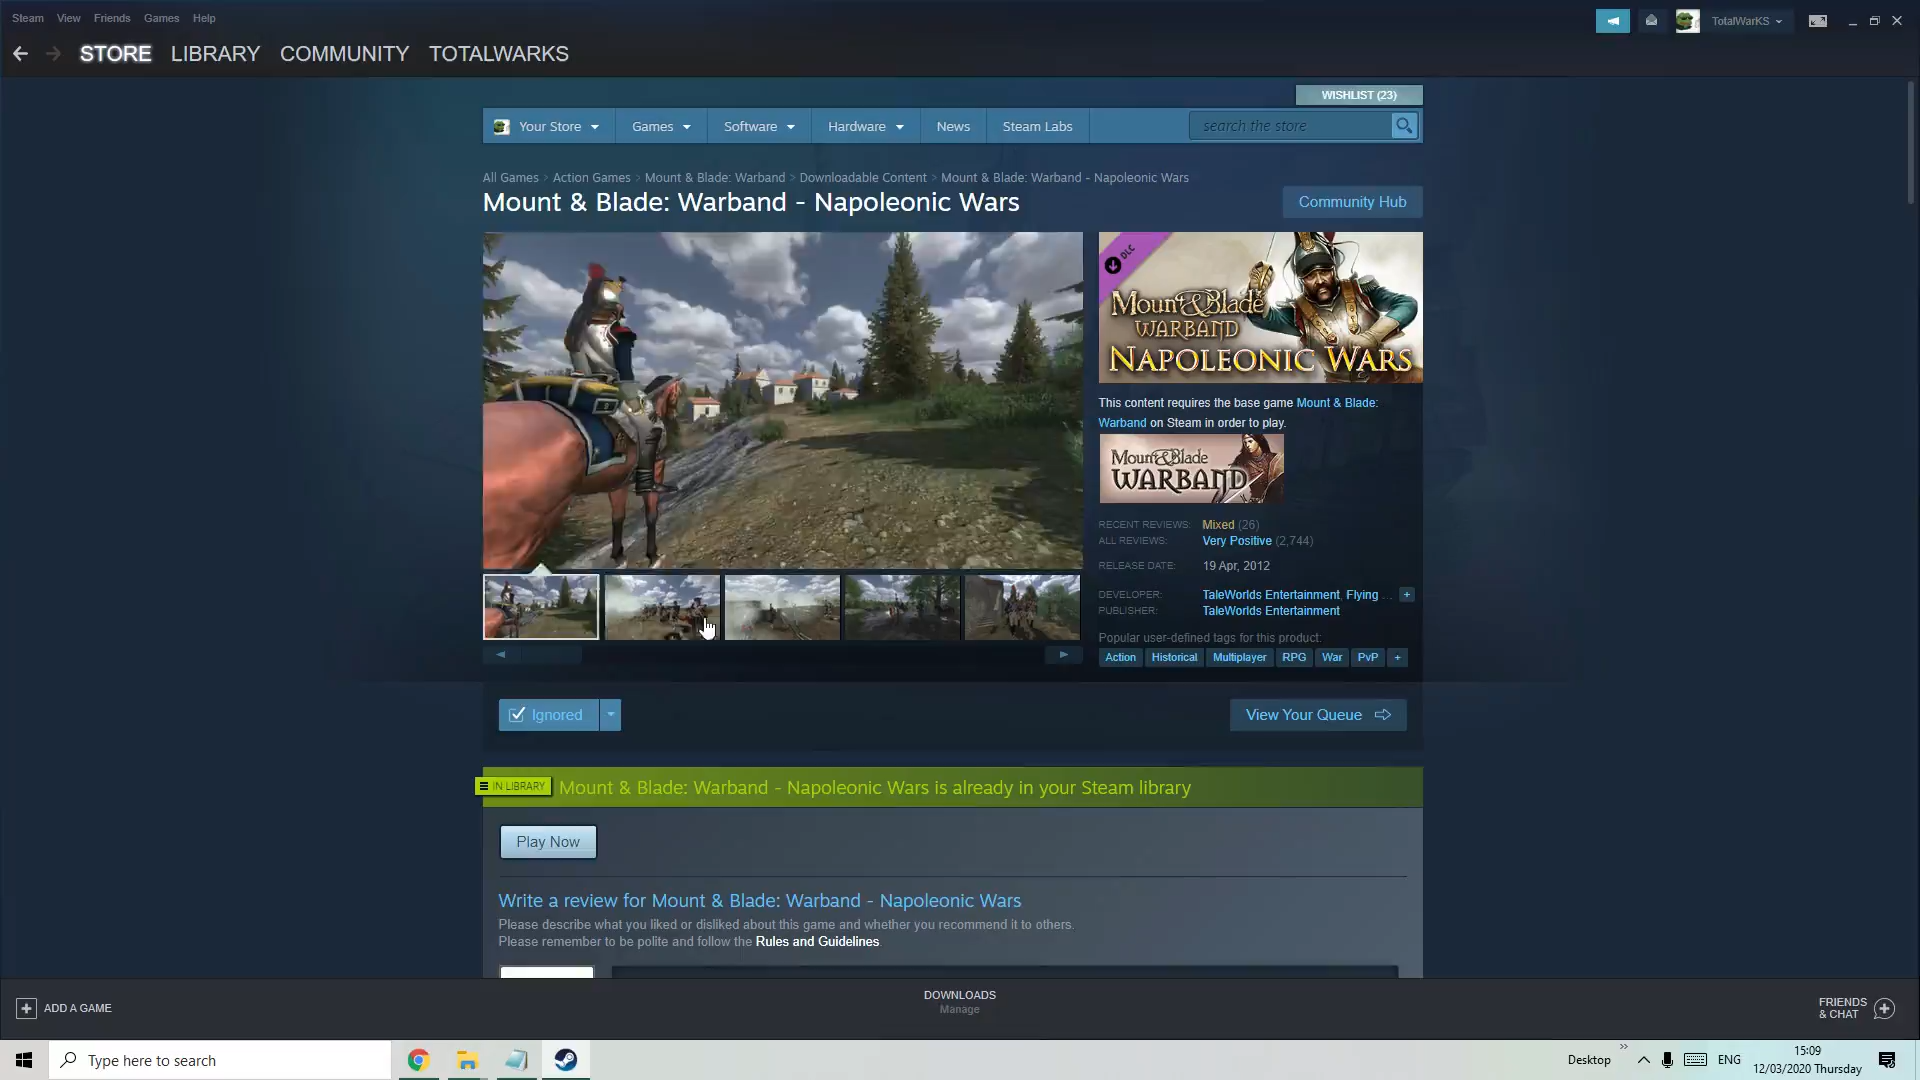 Steam View Friends Games Help
TotalWarKS
STORE LIBRARY COMMUNITY TOTALWARKS
WISHLIST (23)
Your Store Games Software Hardware News Steam Labs search the store
All Games > Action Games > Mount & Blade: Warband > Downloadable Content > Mount & Blade: Warband - Napoleonic Wars
Mount & Blade: Warband - Napoleonic Wars
Community Hub
DLC
Mount & Blade
WARBAND
NAPOLEONIC WARS
This content requires the base game Mount & Blade:
Warband on Steam in order to play.
Mount & Blade
WARBAND
RECENT REVIEWS: Mixed (26)
ALL REVIEWS: Very Positive (2,744)
RELEASE DATE: 19 Apr, 2012
DEVELOPER: TaleWorlds Entertainment, Flying ... +
PUBLISHER: TaleWorlds Entertainment
Popular user-defined tags for this product:
Action Historical Multiplayer RPG War PvP +
Ignored
View Your Queue
IN LIBRARY
Mount & Blade: Warband - Napoleonic Wars is already in your Steam library
Play Now
Write a review for Mount & Blade: Warband - Napoleonic Wars
Please describe what you liked or disliked about this game and whether you recommend it to others.
Please remember to be polite and follow the Rules and Guidelines.
ADD A GAME
DOWNLOADS
Manage
FRIENDS
& CHAT
Type here to search
Desktop
ENG
15:09
12/03/2020 Thursday